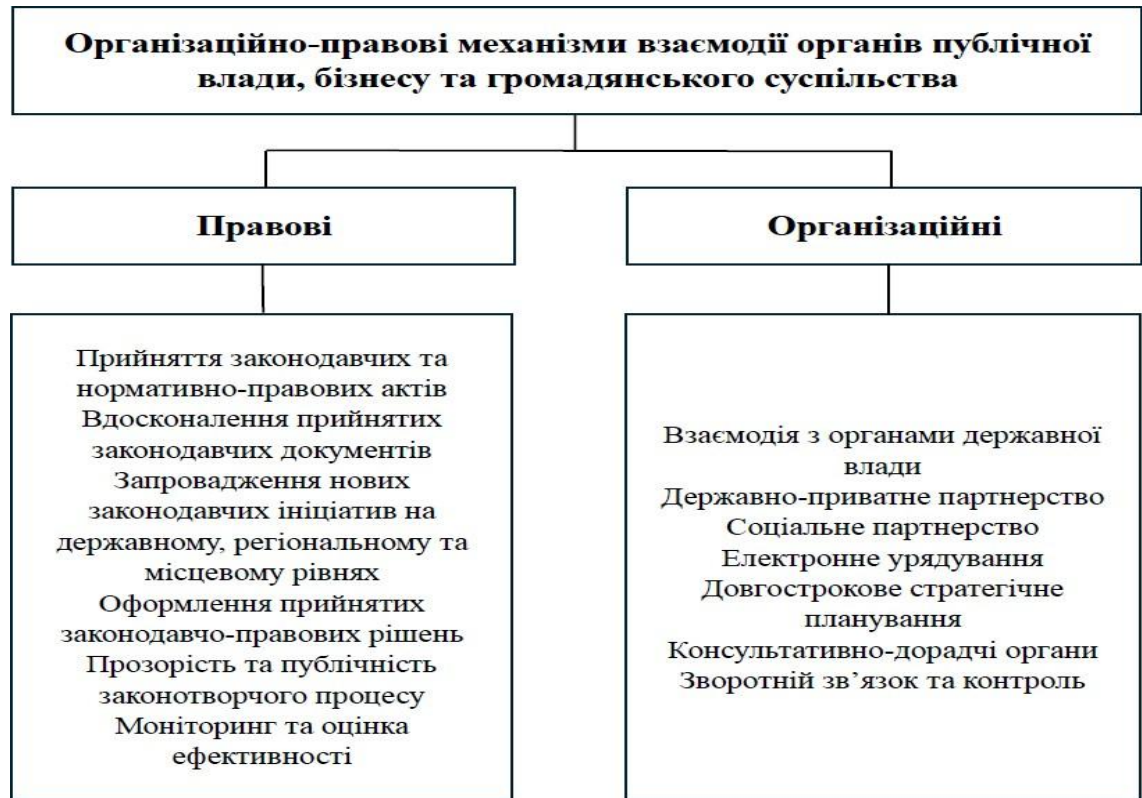 Організаційно-правові механізми взаємодії органів публічної
влади, бізнесу та громадянського суспільства
Правові
Організаційні
Прийняття законодавчих та
нормативно-правових актів
Вдосконалення прийнятих
законодавчих документів
Запровадження нових
законодавчих ініціатив на
державному, регіональному та
місцевому рівнях
Оформлення прийнятих
законодавчо-правових рішень
Прозорість та публічність
законотворчого процесу
Моніторинг та оцінка
ефективності
Взаємодія з органами державної
влади
Державно-приватне партнерство
Соціальне партнерство
Електронне урядування
Довгострокове стратегічне
планування
Консультативно-дорадчі органи
Зворотній зв’язок та контроль